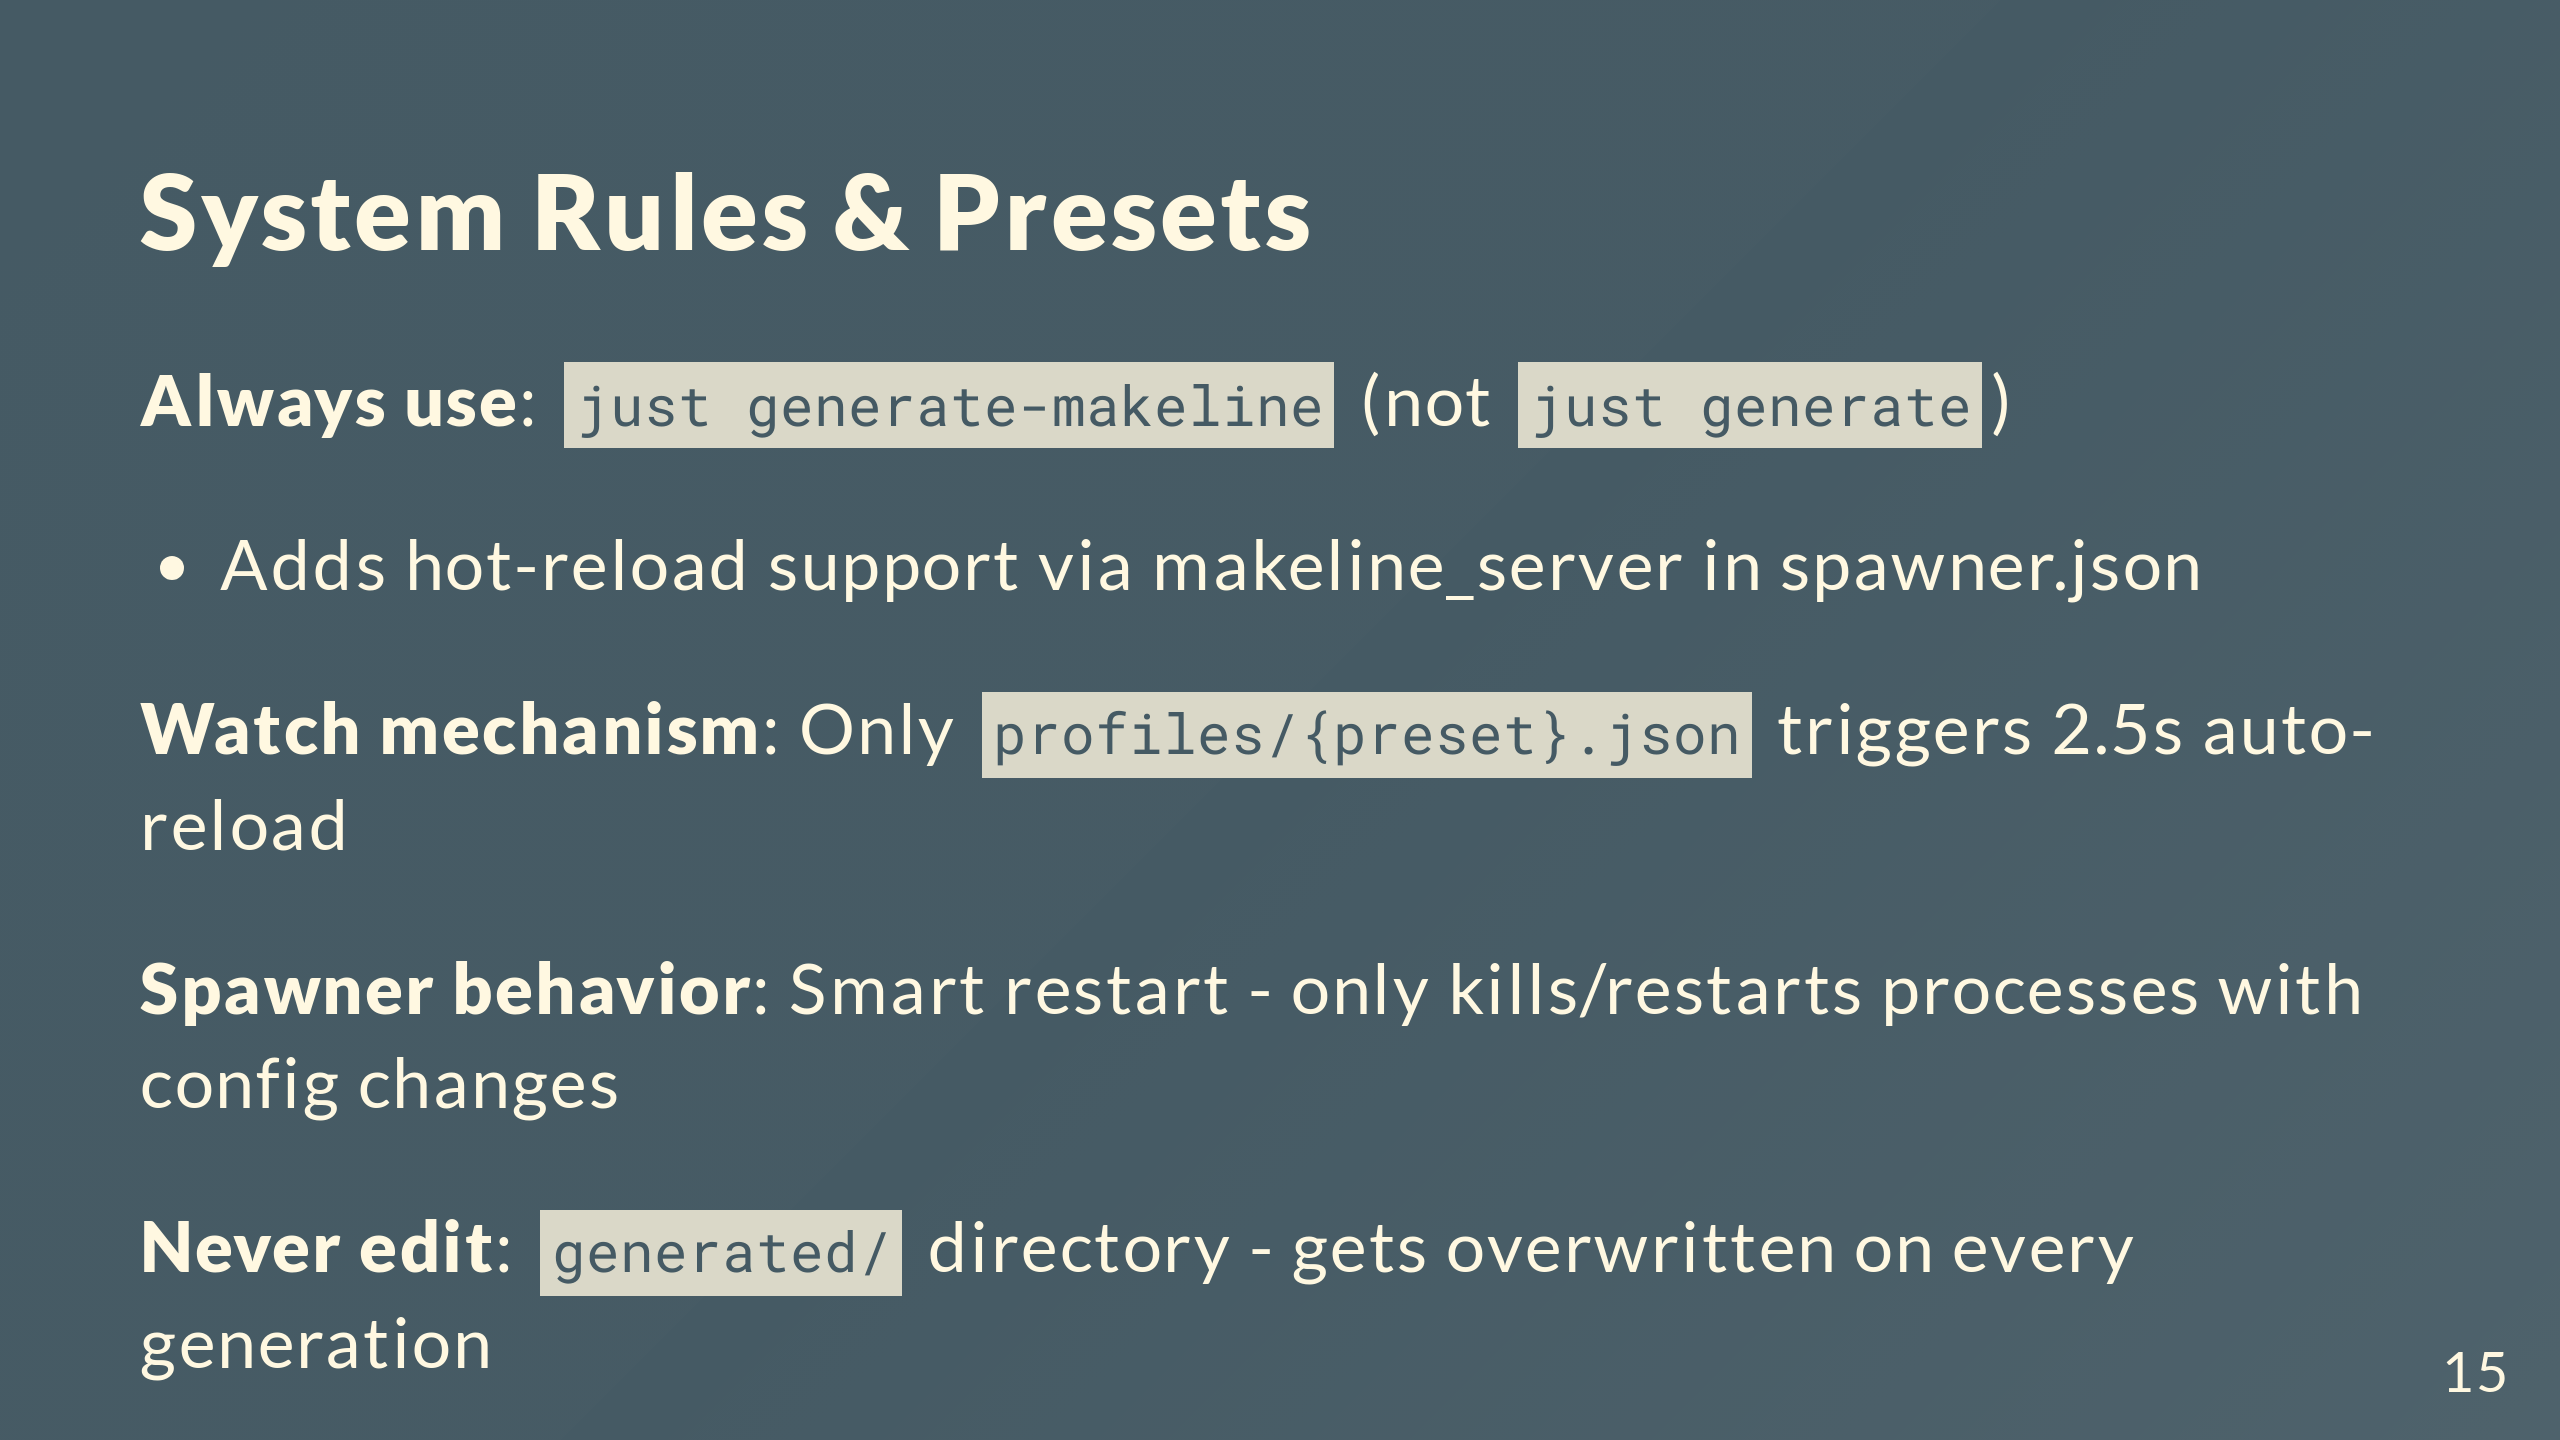 System Rules & Presets
Always use: just generate-makeline (not just generate)
• Adds hot-reload support via makeline_server in spawner.json
Watch mechanism: Only profiles/{preset}.json triggers 2.5s auto-
reload
Spawner behavior: Smart restart - only kills/restarts processes with
config changes
Never edit: generated/ directory - gets overwritten on every
generation
15